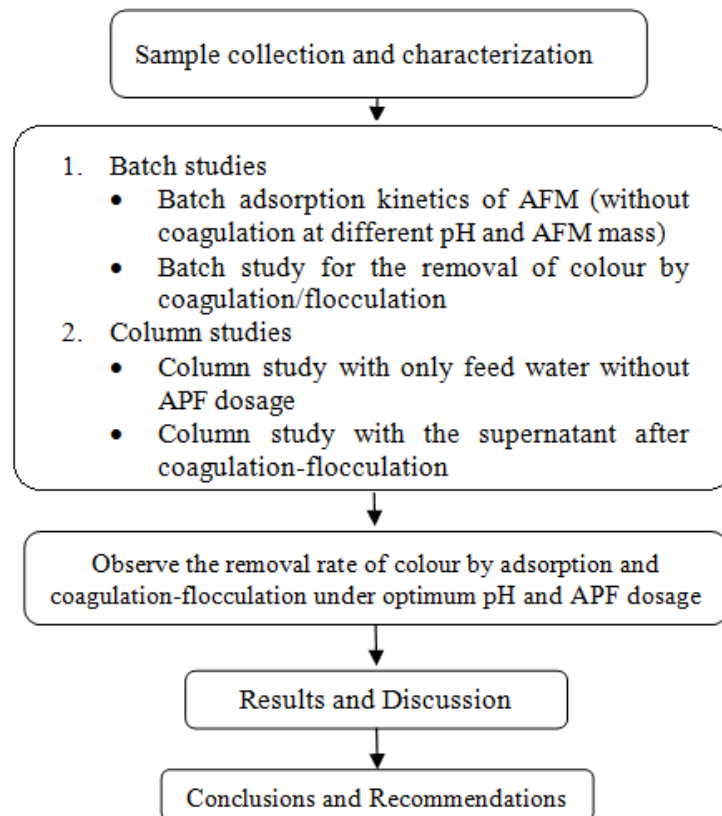 Sample collection and characterization
1. Batch studies
• Batch adsorption kinetics of AFM (without
coagulation at different pH and AFM mass)
• Batch study for the removal of colour by
coagulation/flocculation
2. Column studies
• Column study with only feed water without
APF dosage
• Column study with the supernatant after
coagulation-flocculation
Observe the removal rate of colour by adsorption and
coagulation-flocculation under optimum pH and APF dosage
Results and Discussion
Conclusions and Recommendations